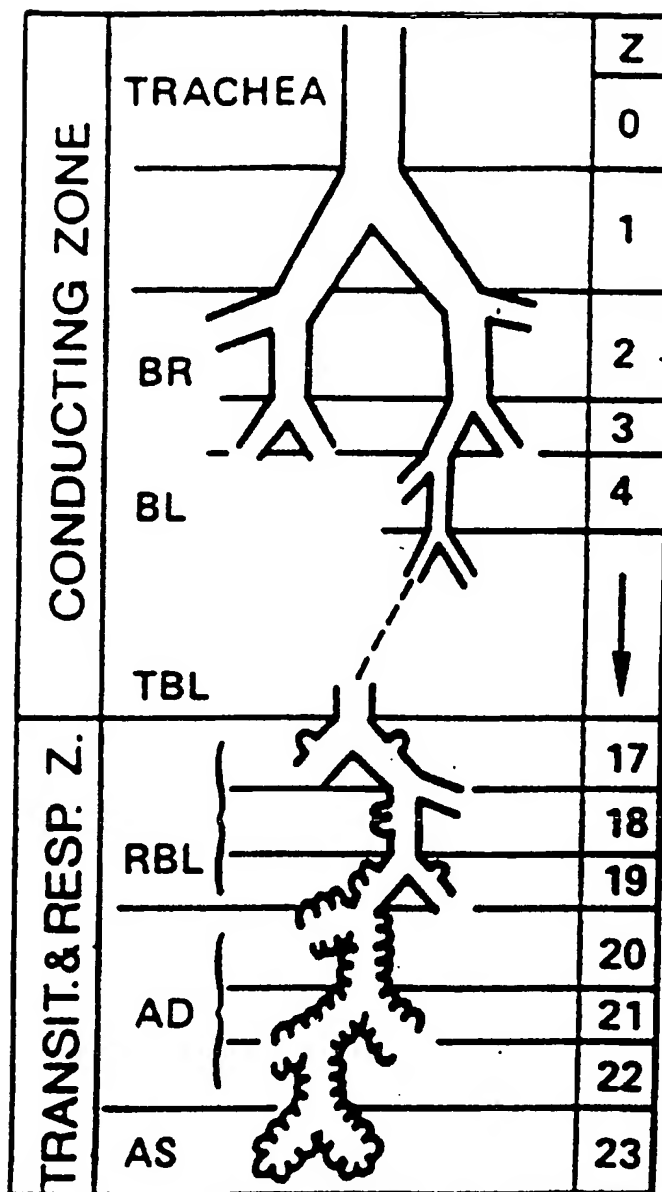 Z
TRACHEA
0
CONDUCTING ZONE
1
BR
2
3
BL
4
TBL
TRANSIT. & RESP. Z.
17
18
RBL
19
20
AD
21
22
AS
23